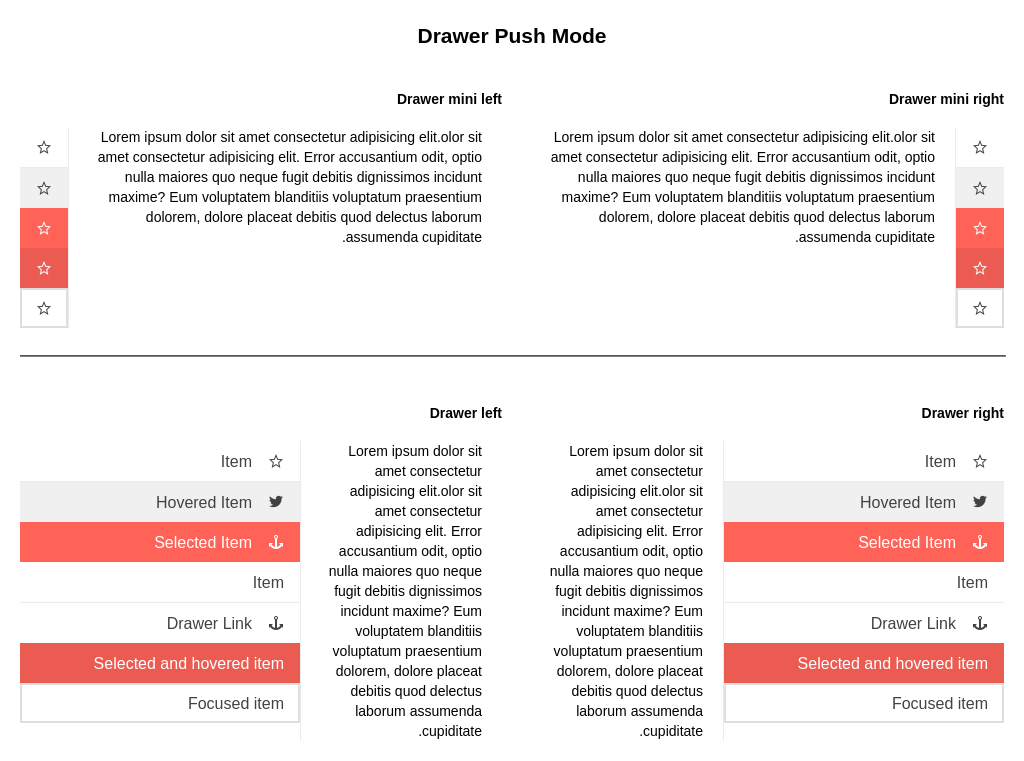 Drawer Push Mode
Drawer mini left
Lorem ipsum dolor sit amet consectetur adipisicing elit.olor sit
amet consectetur adipisicing elit. Error accusantium odit, optio
nulla maiores quo neque fugit debitis dignissimos incidunt
maxime? Eum voluptatem blanditiis voluptatum praesentium
dolorem, dolore placeat debitis quod delectus laborum
.assumenda cupiditate
Drawer mini right
Lorem ipsum dolor sit amet consectetur adipisicing elit.olor sit
amet consectetur adipisicing elit. Error accusantium odit, optio
nulla maiores quo neque fugit debitis dignissimos incidunt
maxime? Eum voluptatem blanditiis voluptatum praesentium
dolorem, dolore placeat debitis quod delectus laborum
.assumenda cupiditate
Drawer left
Item
Hovered Item
Selected Item
Item
Drawer Link
Selected and hovered item
Focused item
Lorem ipsum dolor sit
amet consectetur
adipisicing elit.olor sit
amet consectetur
adipisicing elit. Error
accusantium odit, optio
nulla maiores quo neque
fugit debitis dignissimos
incidunt maxime? Eum
voluptatem blanditiis
voluptatum praesentium
dolorem, dolore placeat
debitis quod delectus
laborum assumenda
.cupiditate
Drawer right
Lorem ipsum dolor sit
amet consectetur
adipisicing elit.olor sit
amet consectetur
adipisicing elit. Error
accusantium odit, optio
nulla maiores quo neque
fugit debitis dignissimos
incidunt maxime? Eum
voluptatem blanditiis
voluptatum praesentium
dolorem, dolore placeat
debitis quod delectus
laborum assumenda
.cupiditate
Item
Hovered Item
Selected Item
Item
Drawer Link
Selected and hovered item
Focused item